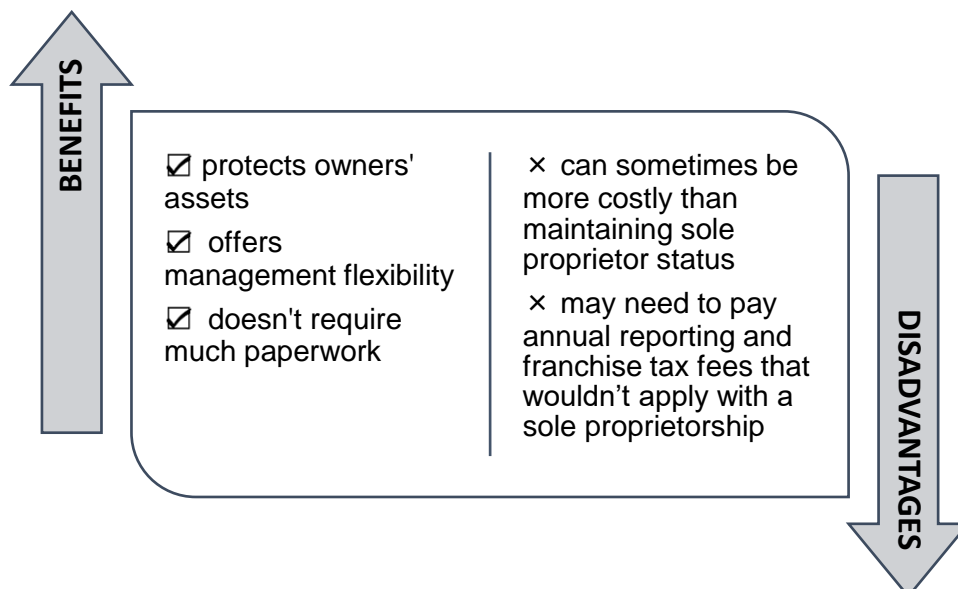 BENEFITS
☑ protects owners'
assets
☑ offers
management flexibility
☑ doesn't require
much paperwork
× can sometimes be
more costly than
maintaining sole
proprietor status
× may need to pay
annual reporting and
franchise tax fees that
wouldn’t apply with a
sole proprietorship
DISADVANTAGES